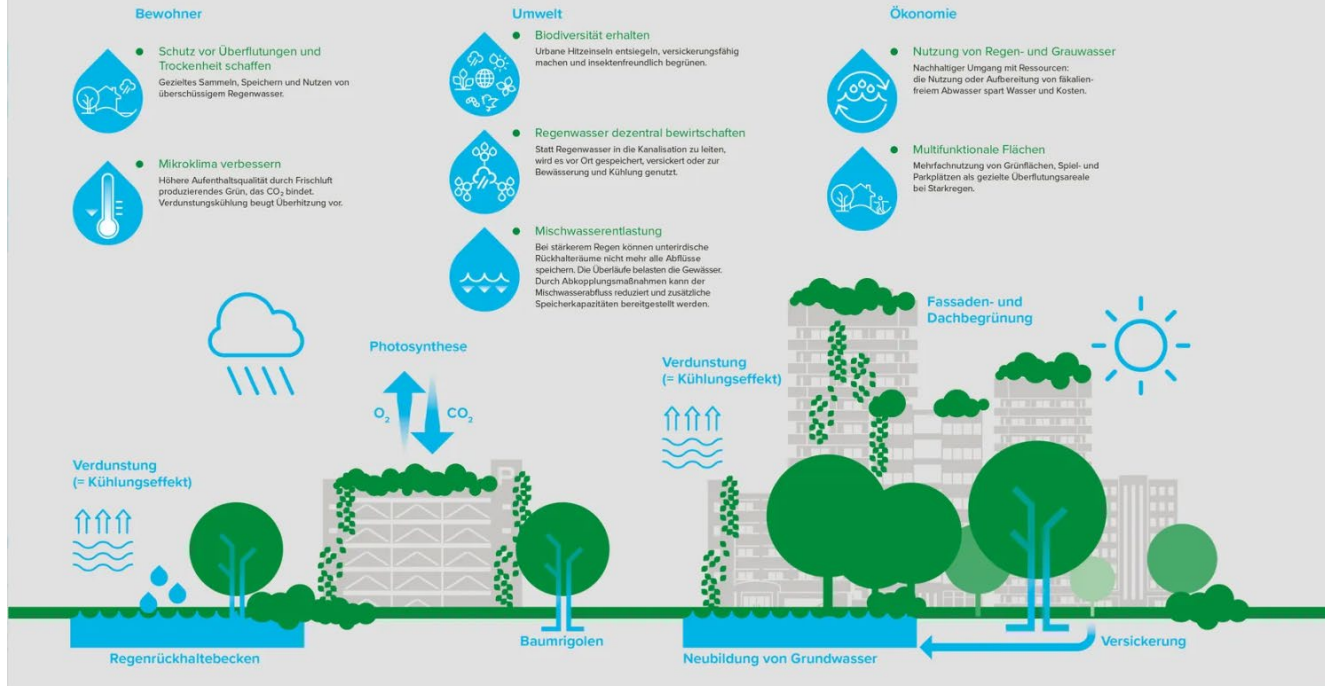 Bewohner
Schutz vor Überflutungen und
Trockenheit schaffen
Gezieltes Sammeln, Speichern und Nutzen von
überschüssigem Regenwasser.
Mikroklima verbessern
Höhere Aufenthaltsqualität durch Frischluft
produzierendes Grün, das CO₂ bindet.
Verdunstungskühlung beugt Überhitzung vor.
Umwelt
Biodiversität erhalten
Urbane Hitzeinseln entsiegeln, versickerungsfähig
machen und insektenfreundlich begrünen.
Regenwasser dezentral bewirtschaften
Statt Regenwasser in die Kanalisation zu leiten,
wird es vor Ort gespeichert, versickert oder zur
Bewässerung und Kühlung genutzt.
Mischwasserentlastung
Bei stärkerem Regen können unterirdische
Rückhalteräume nicht mehr alle Abflüsse
speichern. Die Überläufe belasten die Gewässer.
Durch Abkopplungsmaßnahmen kann der
Mischwasserabfluss reduziert und zusätzliche
Speicherkapazitäten bereitgestellt werden.
Ökonomie
Nutzung von Regen- und Grauwasser
Nachhaltiger Umgang mit Ressourcen:
die Nutzung oder Aufbereitung von fäkalien-
freiem Abwasser spart Wasser und Kosten.
Multifunktionale Flächen
Mehrfachnutzung von Grünflächen, Spiel- und
Parkplätzen als gezielte Überflutungsareale
bei Starkregen.
Fassaden- und
Dachbegrünung
Photosynthese
O₂
CO₂
Verdunstung
(= Kühlungseffekt)
Verdunstung
(= Kühlungseffekt)
Regenrückhaltebecken
Baumrigolen
Neubildung von Grundwasser
Versickerung